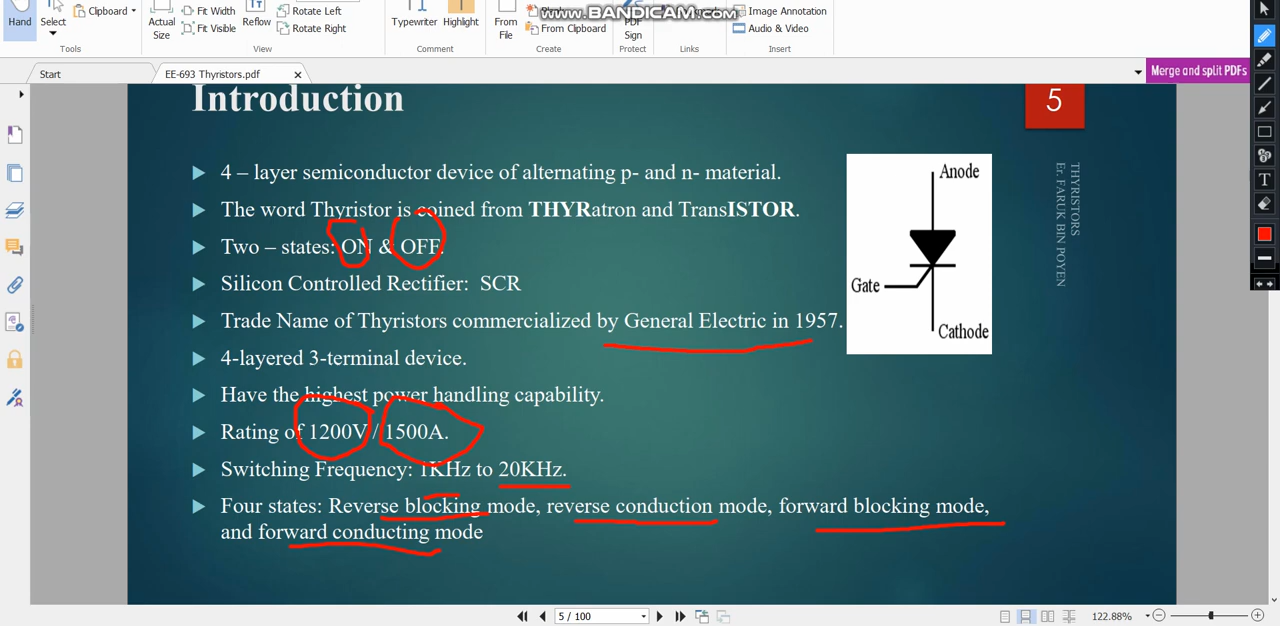 Hand
Select
Clipboard
Actual
Size
Fit Width
Fit Visible
Reflow
Rotate Left
Rotate Right
Typewriter
Highlight
From
File
From Clipboard
www.BANDICAM.com
PDF
Sign
Image Annotation
Audio & Video
Tools
View
Comment
Create
Protect
Links
Insert
Start
EE-693 Thyristors.pdf
Merge and split PDFs
Introduction
5
4 – layer semiconductor device of alternating p- and n- material.
The word Thyristor is coined from THYRatron and TransISTOR.
Two – states: ON & OFF.
Silicon Controlled Rectifier: SCR
Trade Name of Thyristors commercialized by General Electric in 1957.
4-layered 3-terminal device.
Have the highest power handling capability.
Rating of 1200V / 1500A.
Switching Frequency: 1KHz to 20KHz.
Four states: Reverse blocking mode, reverse conduction mode, forward blocking mode,
and forward conducting mode
Anode
Gate
Cathode
THYRISTORS
Er. FARUK BIN POYEN
5 / 100
122.88%